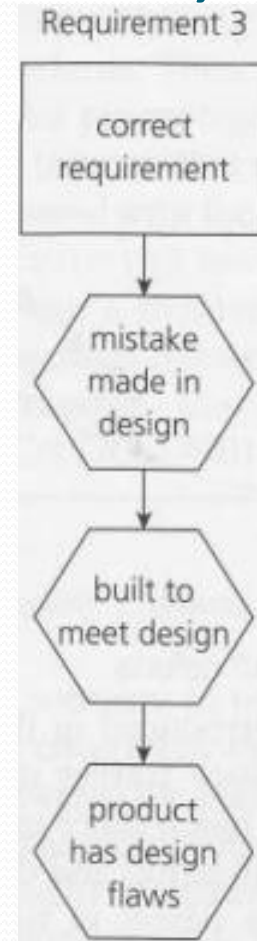 Requirement 3
correct
requirement
mistake
made in
design
built to
meet design
product
has design
flaws